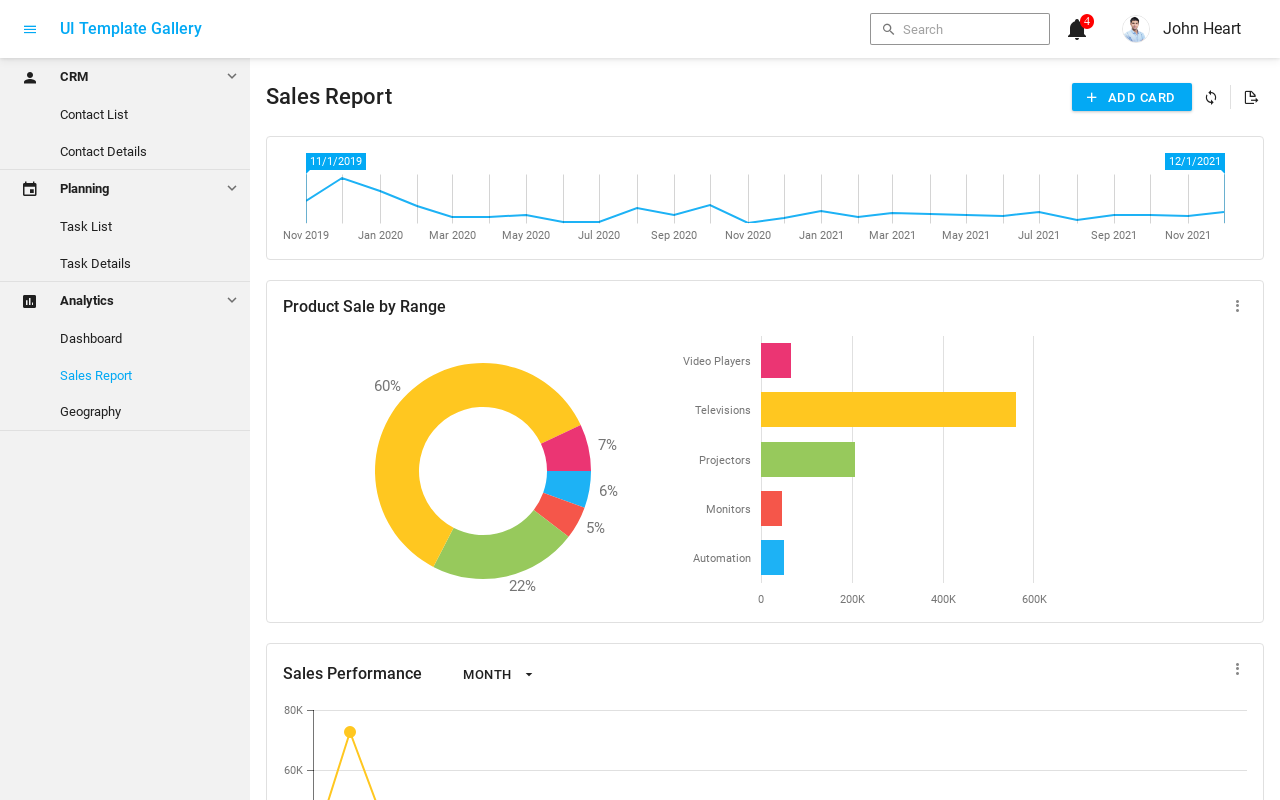 UI Template Gallery
Search
4
John Heart
CRM
Contact List
Contact Details
Planning
Task List
Task Details
Analytics
Dashboard
Sales Report
Geography
Sales Report
ADD CARD
11/1/2019
12/1/2021
Nov 2019 Jan 2020 Mar 2020 May 2020 Jul 2020 Sep 2020 Nov 2020 Jan 2021 Mar 2021 May 2021 Jul 2021 Sep 2021 Nov 2021
Product Sale by Range
60%
7%
6%
5%
22%
Video Players
Televisions
Projectors
Monitors
Automation
0 200K 400K 600K
Sales Performance
MONTH
80K
60K